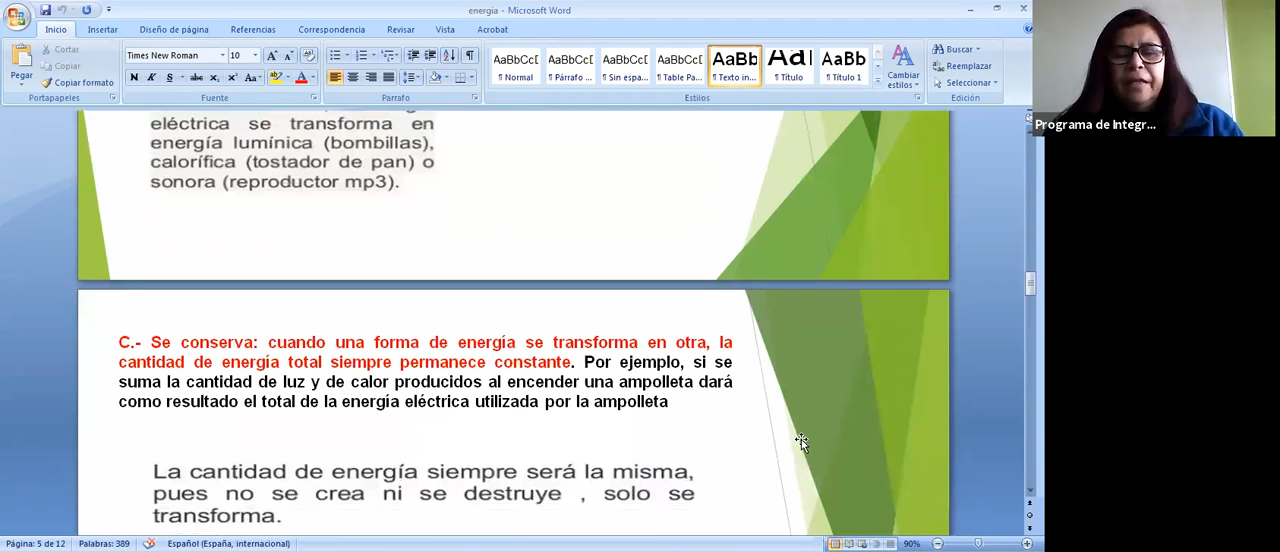 energía - Microsoft Word
Inicio Insertar Diseño de página Referencias Correspondencia Revisar Vista Acrobat
Pegar
Cortar
Copiar
Copiar formato
Portapapeles
Times New Roman 10
Fuente
Párrafo
AaBbCcD AaBbCcD AaBbCcD AaBbCcD AaBb Ad AaBb
¶ Normal ¶ Párrafo ... ¶ Sin espa... ¶ Table Pa... ¶ Texto in... ¶ Título ¶ Título 1
Cambiar
estilos
Estilos
Buscar
Reemplazar
Seleccionar
Edición
Programa de Integr...
eléctrica se transforma en
energía lumínica (bombillas),
calorífica (tostador de pan) o
sonora (reproductor mp3).
C.- Se conserva: cuando una forma de energía se transforma en otra, la
cantidad de energía total siempre permanece constante. Por ejemplo, si se
suma la cantidad de luz y de calor producidos al encender una ampolleta dará
como resultado el total de la energía eléctrica utilizada por la ampolleta
La cantidad de energía siempre será la misma,
pues no se crea ni se destruye , solo se
transforma.
Página: 5 de 12 Palabras: 389 Español (España, internacional) 90%